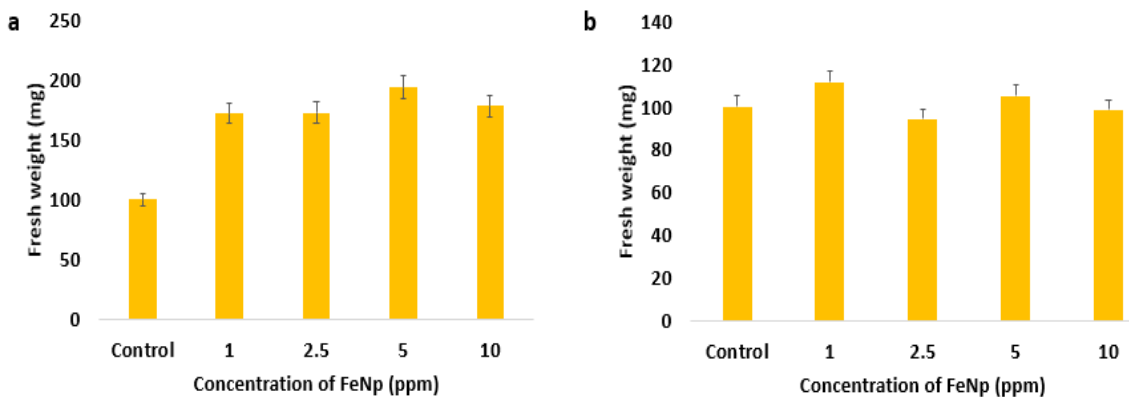 a
Fresh weight (mg)
250
200
150
100
50
0
Control 1 2.5 5 10
Concentration of FeNp (ppm)
b
Fresh weight (mg)
140
120
100
80
60
40
20
0
Control 1 2.5 5 10
Concentration of FeNp (ppm)